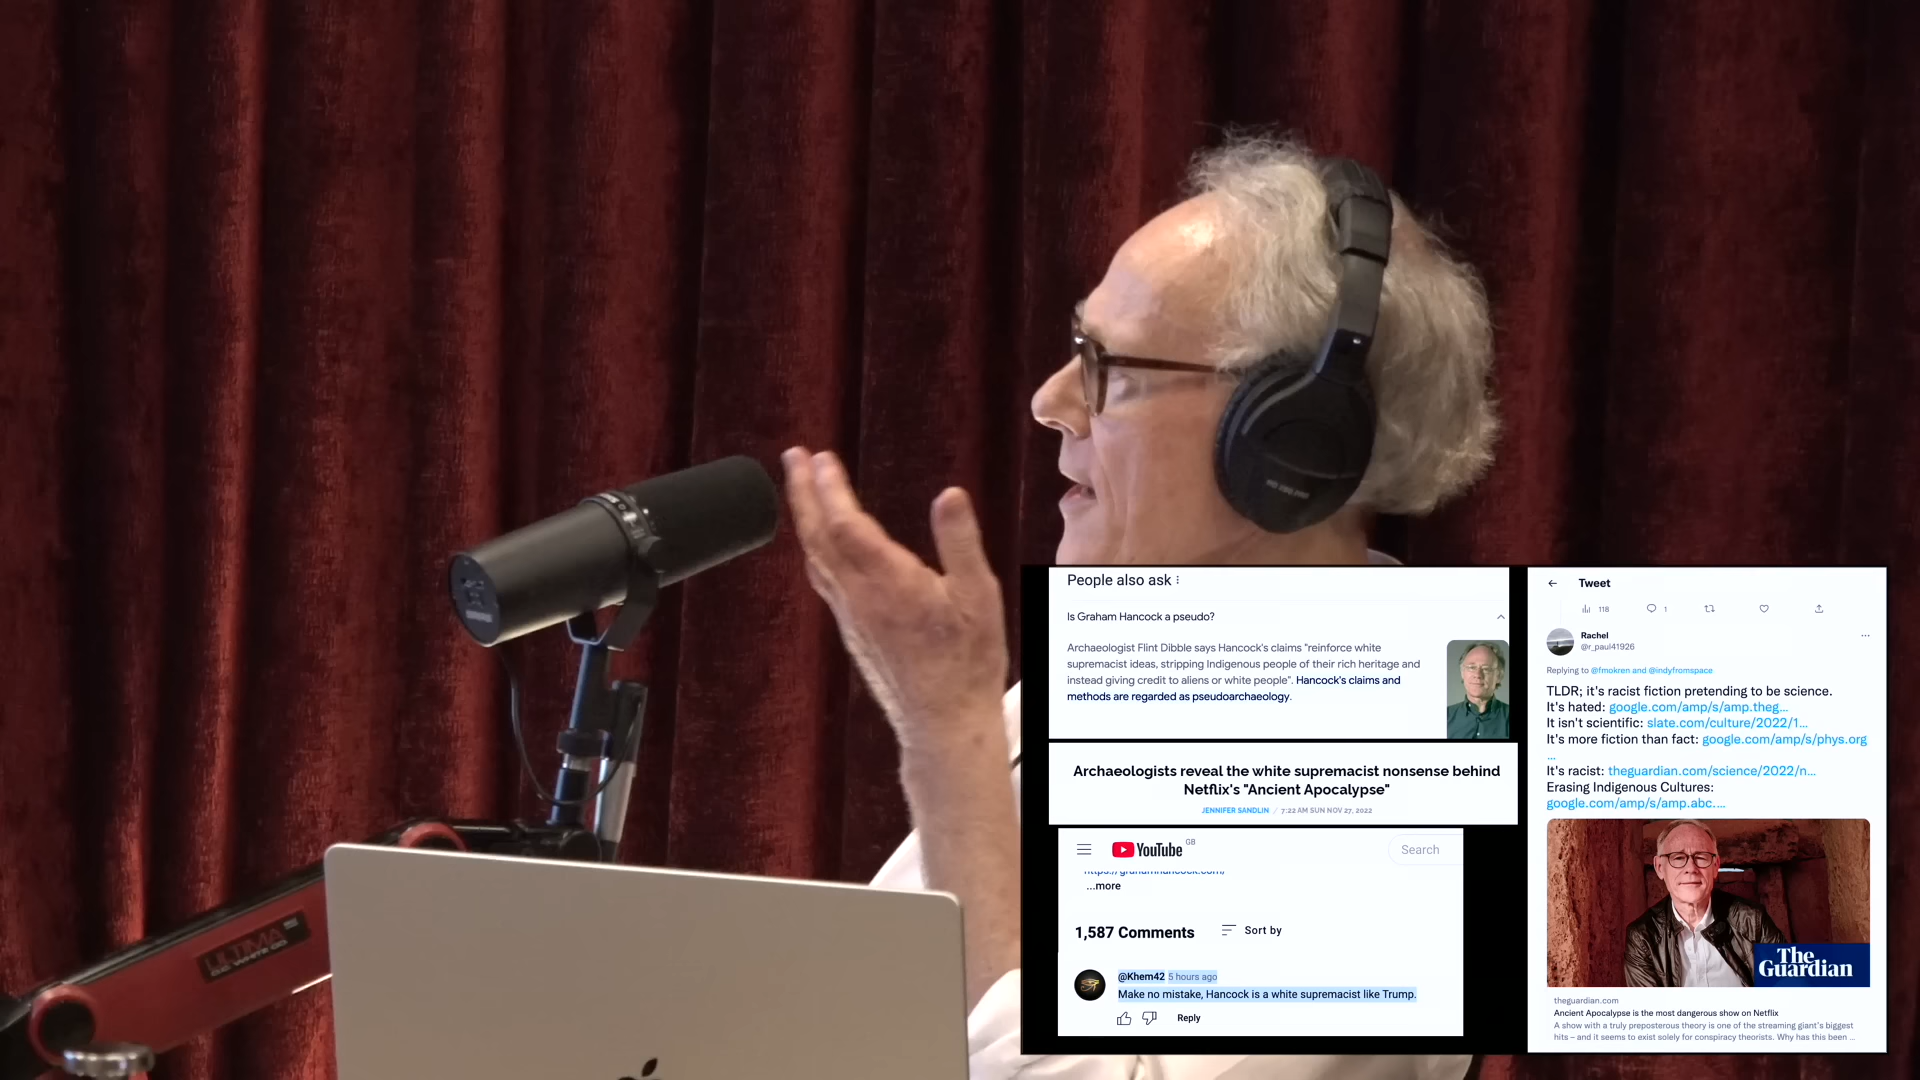 People also ask
Is Graham Hancock a pseudo?
Archaeologist Flint Dibble says Hancock's claims "reinforce white
supremacist ideas, stripping Indigenous people of their rich heritage and
instead giving credit to aliens or white people". Hancock's claims and
methods are regarded as pseudoarchaeology.
Archaeologists reveal the white supremacist nonsense behind
Netflix's "Ancient Apocalypse"
JENNIFER SANDLIN / 7:22 AM SUN NOV 27, 2022
YouTube GB
Search
https://grahamhancock.com/
...more
1,587 Comments
Sort by
@Khem42 5 hours ago
Make no mistake, Hancock is a white supremacist like Trump.
Reply
Tweet
118
1
Rachel
@r_paul41926
Replying to @fmokren and @indyfromspace
TLDR; it's racist fiction pretending to be science.
It's hated: google.com/amp/s/amp.theg...
It isn't scientific: slate.com/culture/2022/1...
It's more fiction than fact: google.com/amp/s/phys.org
...
It's racist: theguardian.com/science/2022/n...
Erasing Indigenous Cultures:
google.com/amp/s/amp.abc....
The
Guardian
theguardian.com
Ancient Apocalypse is the most dangerous show on Netflix
A show with a truly preposterous theory is one of the streaming giant's biggest
hits – and it seems to exist solely for conspiracy theorists. Why has this been ...
ULTIMA